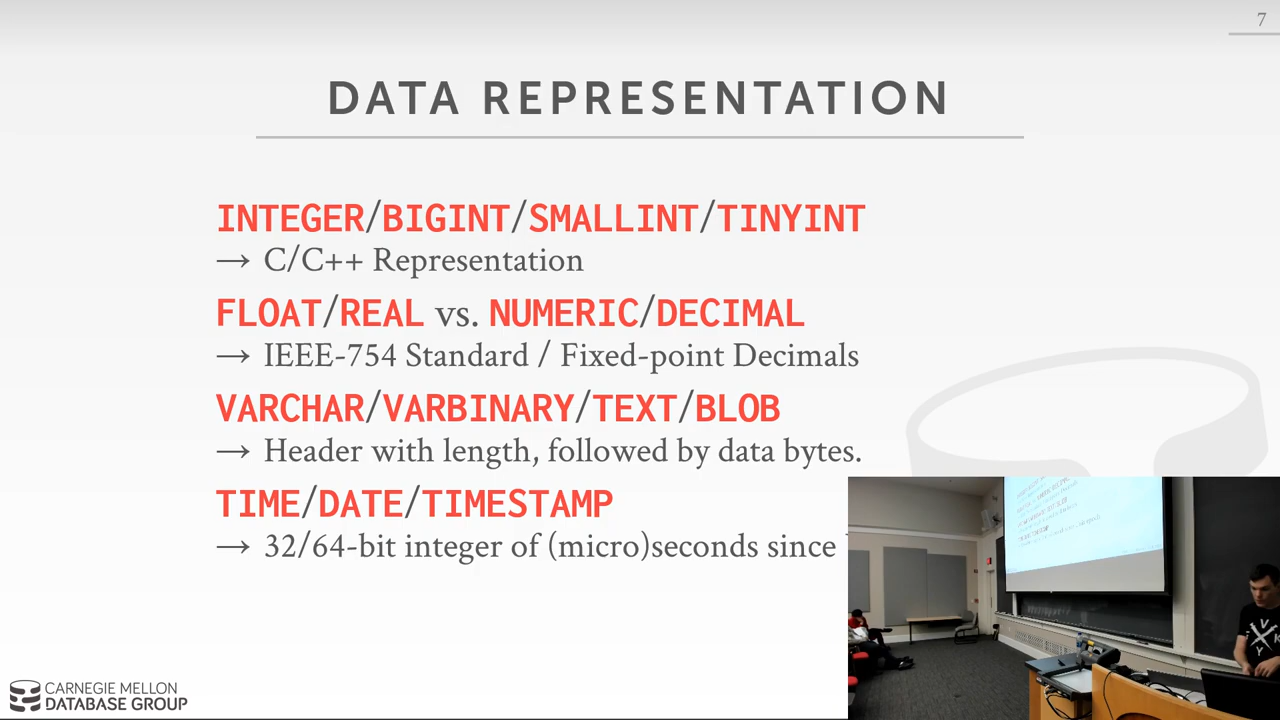 7
DATA REPRESENTATION
INTEGER/BIGINT/SMALLINT/TINYINT
→ C/C++ Representation
FLOAT/REAL vs. NUMERIC/DECIMAL
→ IEEE-754 Standard / Fixed-point Decimals
VARCHAR/VARBINARY/TEXT/BLOB
→ Header with length, followed by data bytes.
TIME/DATE/TIMESTAMP
→ 32/64-bit integer of (micro)seconds since
CARNEGIE MELLON
DATABASE GROUP